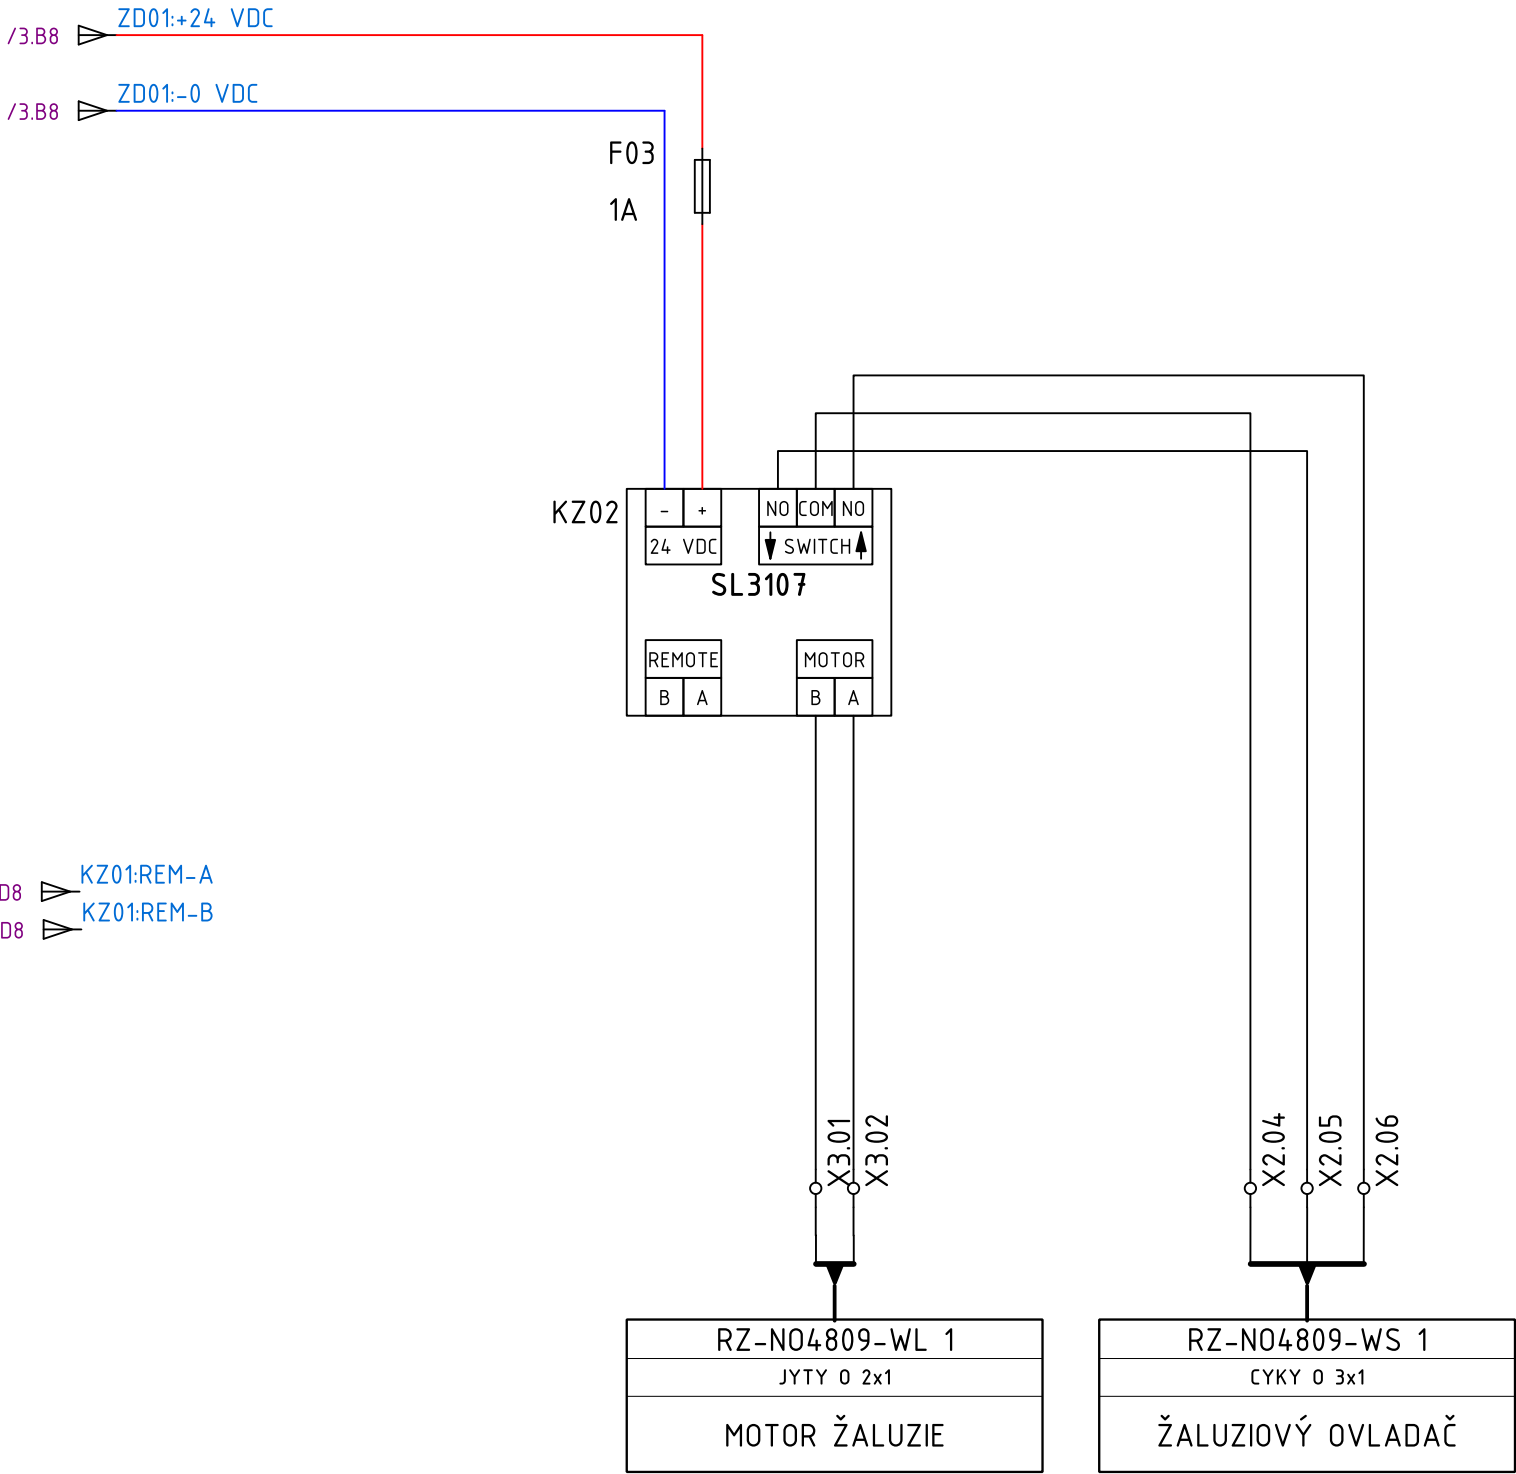 ZD01:+24 VDC
/3.B8
ZD01:-0 VDC
/3.B8
F03
1A
KZ02
- + NO COM NO
24 VDC SWITCH
SL3107
REMOTE MOTOR
B A B A
KZ01:REM-A
D8
KZ01:REM-B
D8
X3.01
X3.02
X2.04
X2.05
X2.06
RZ-NO4809-WL 1
JYTY O 2x1
MOTOR ŽALUZIE
RZ-NO4809-WS 1
CYKY O 3x1
ŽALUZIOVÝ OVLADAČ